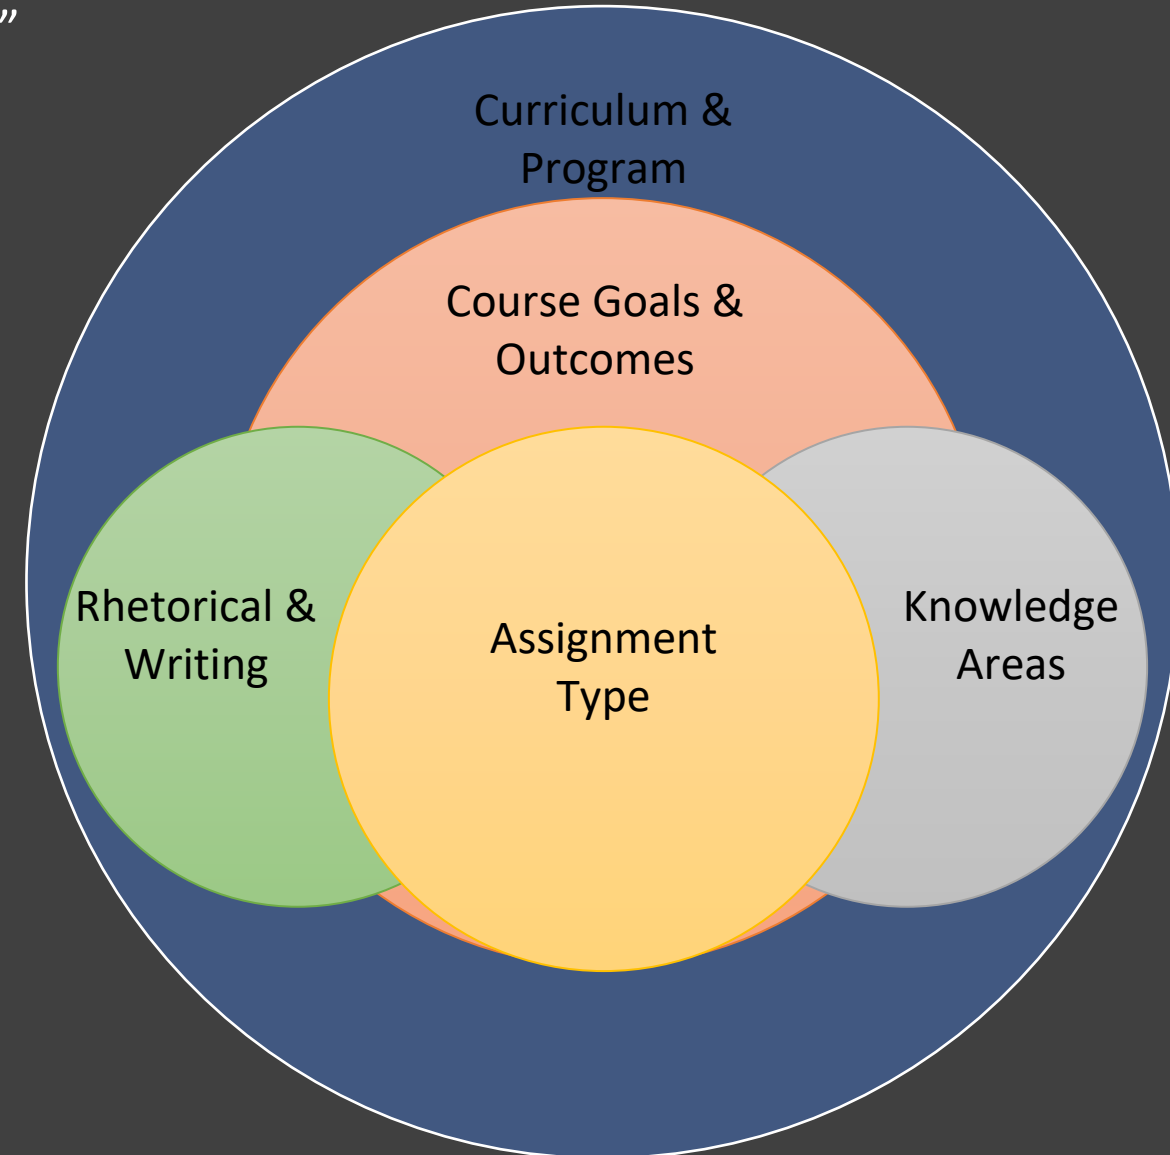 ”
Curriculum &
Program
Course Goals &
Outcomes
Rhetorical &
Writing
Assignment
Type
Knowledge
Areas